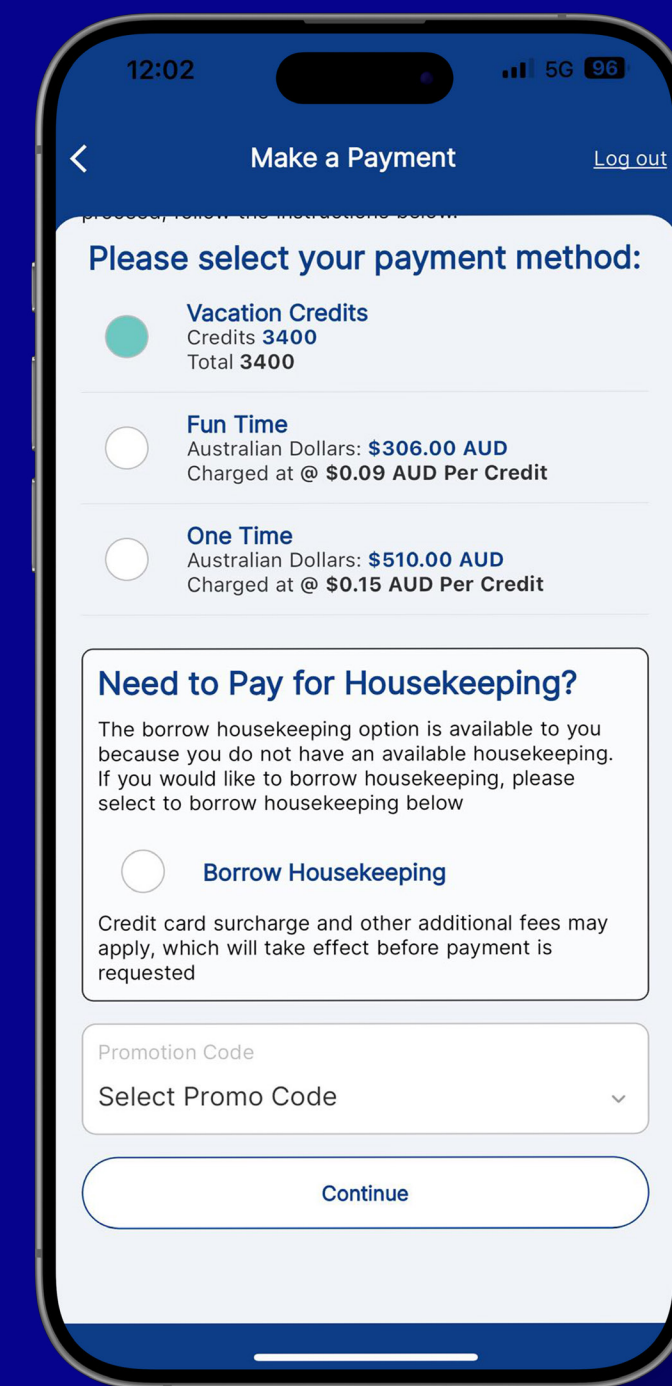 12:02
5G 96
Make a Payment
Log out
proceed, follow the instructions below.
Please select your payment method:
Vacation Credits
Credits 3400
Total 3400
Fun Time
Australian Dollars: $306.00 AUD
Charged at @ $0.09 AUD Per Credit
One Time
Australian Dollars: $510.00 AUD
Charged at @ $0.15 AUD Per Credit
Need to Pay for Housekeeping?
The borrow housekeeping option is available to you
because you do not have an available housekeeping.
If you would like to borrow housekeeping, please
select to borrow housekeeping below
Borrow Housekeeping
Credit card surcharge and other additional fees may
apply, which will take effect before payment is
requested
Promotion Code
Select Promo Code
Continue